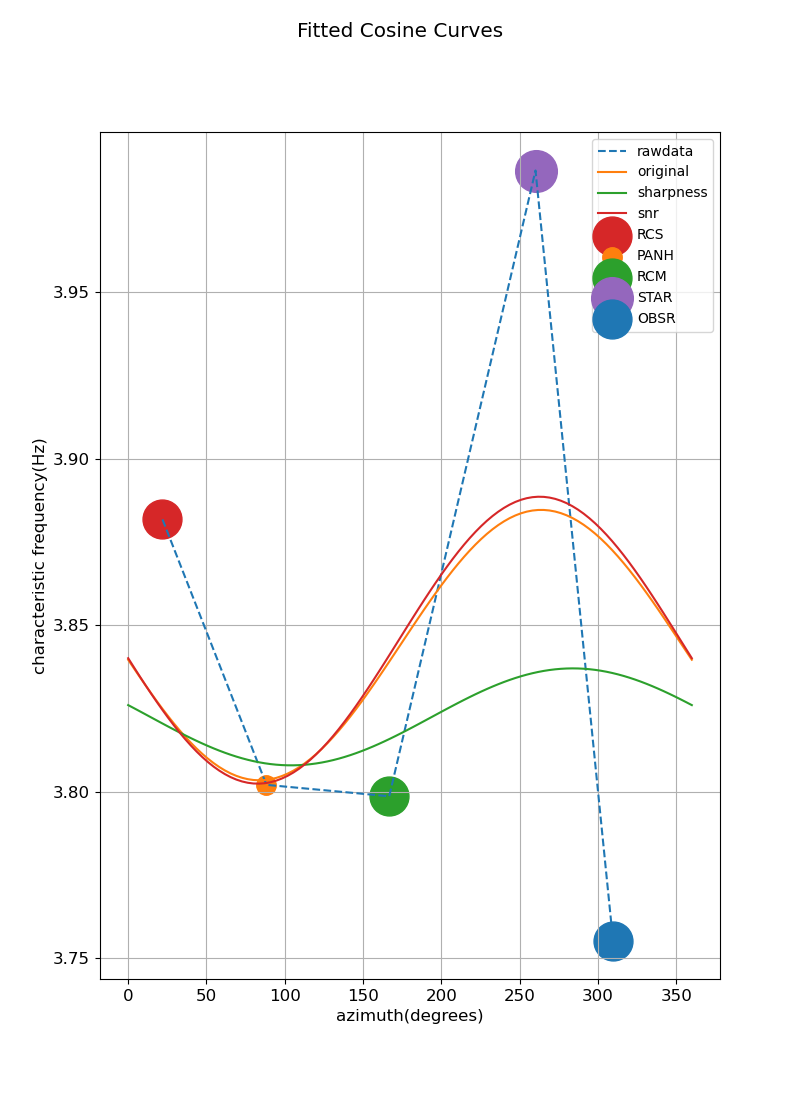 Fitted Cosine Curves
characteristic frequency(Hz)
3.95
3.90
3.85
3.80
3.75
rawdata
original
sharpness
snr
RCS
PANH
RCM
STAR
OBSR
0 50 100 150 200 250 300 350
azimuth(degrees)